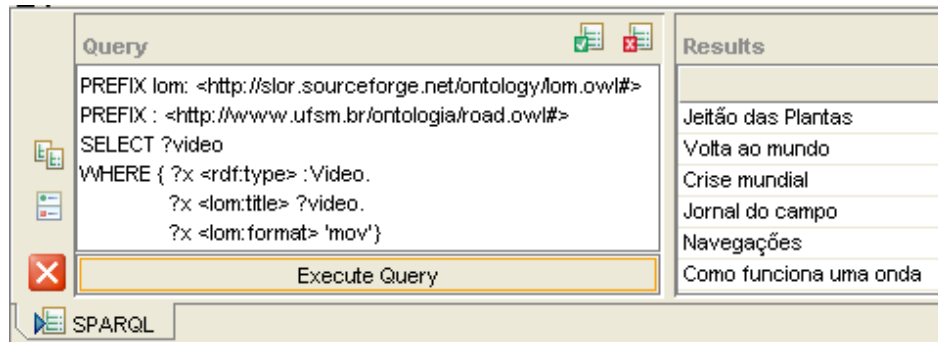 Query
PREFIX lom: <http://slor.sourceforge.net/ontology/lom.owl#>
PREFIX : <http://www.ufsm.br/ontologia/road.owl#>
SELECT ?video
WHERE { ?x <rdf:type> :Video.
?x <lom:title> ?video.
?x <lom:format> 'mov'}
Execute Query
SPARQL
Results
Jeitão das Plantas
Volta ao mundo
Crise mundial
Jornal do campo
Navegações
Como funciona uma onda